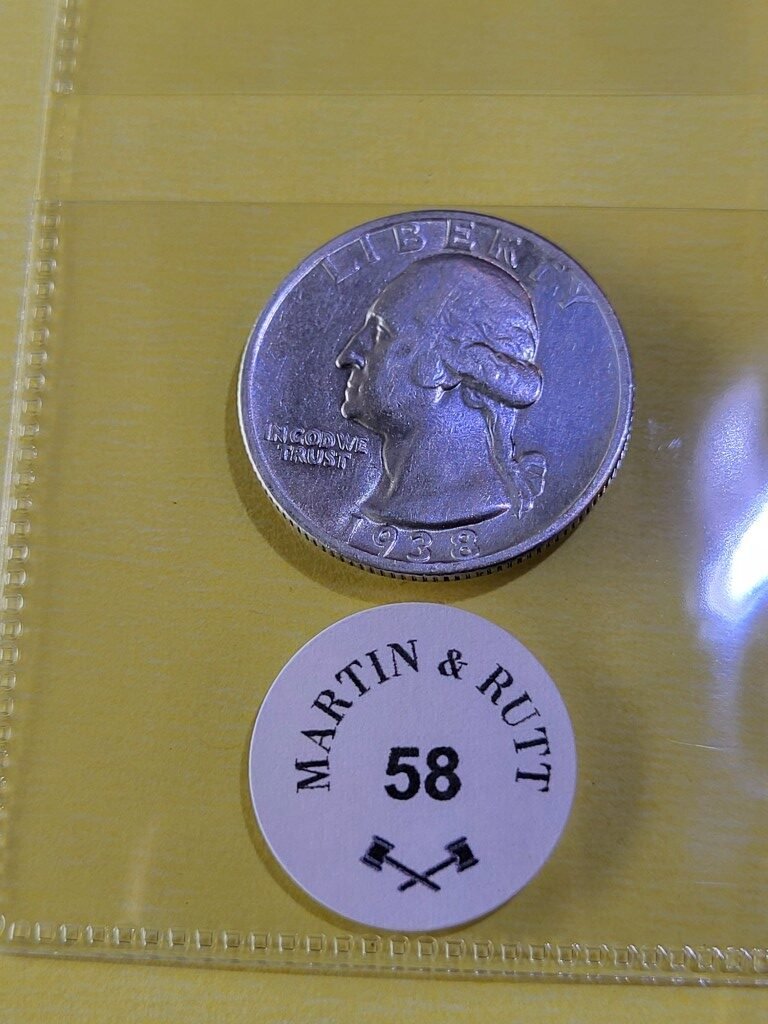 LIBERTY
IN GOD WE
TRUST
1938
MARTIN & RUTT
58